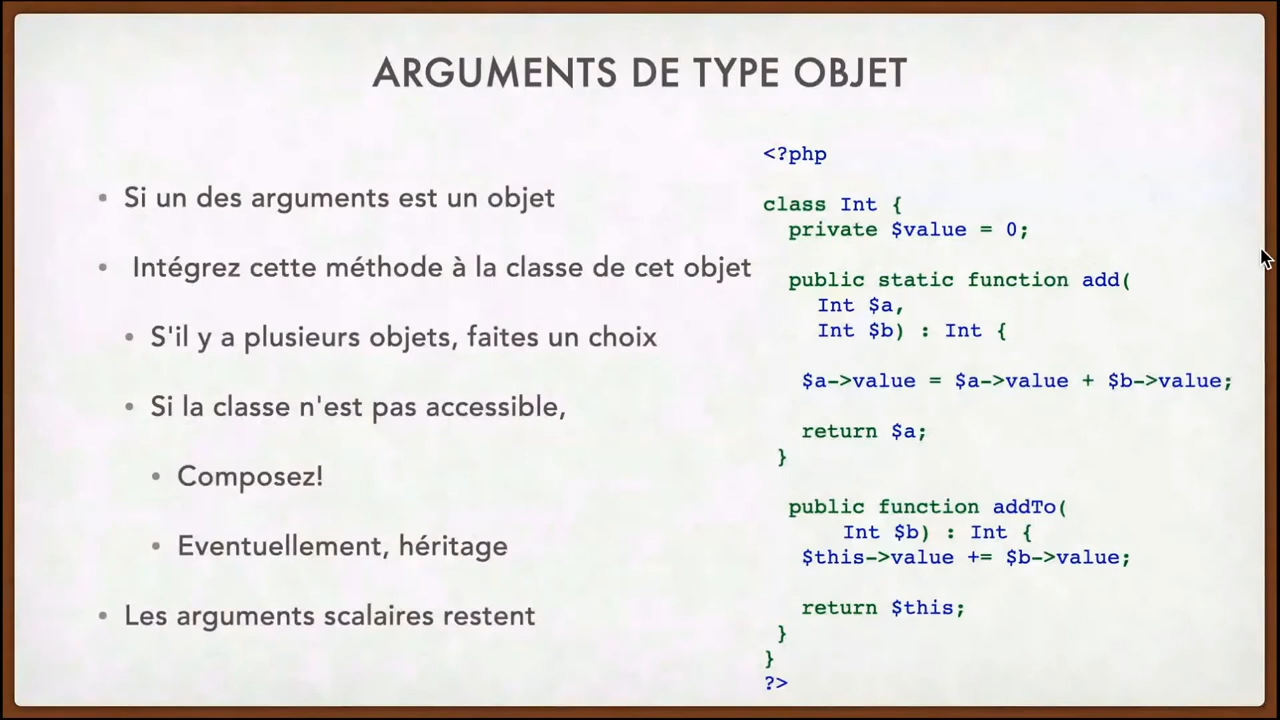 ARGUMENTS DE TYPE OBJET
Si un des arguments est un objet
Intégrez cette méthode à la classe de cet objet
S'il y a plusieurs objets, faites un choix
Si la classe n'est pas accessible,
Composez!
Eventuellement, héritage
Les arguments scalaires restent
<?php
class Int {
private $value = 0;
public static function add(
Int $a,
Int $b) : Int {
$a->value = $a->value + $b->value;
return $a;
}
public function addTo(
Int $b) : Int {
$this->value += $b->value;
return $this;
}
}
?>